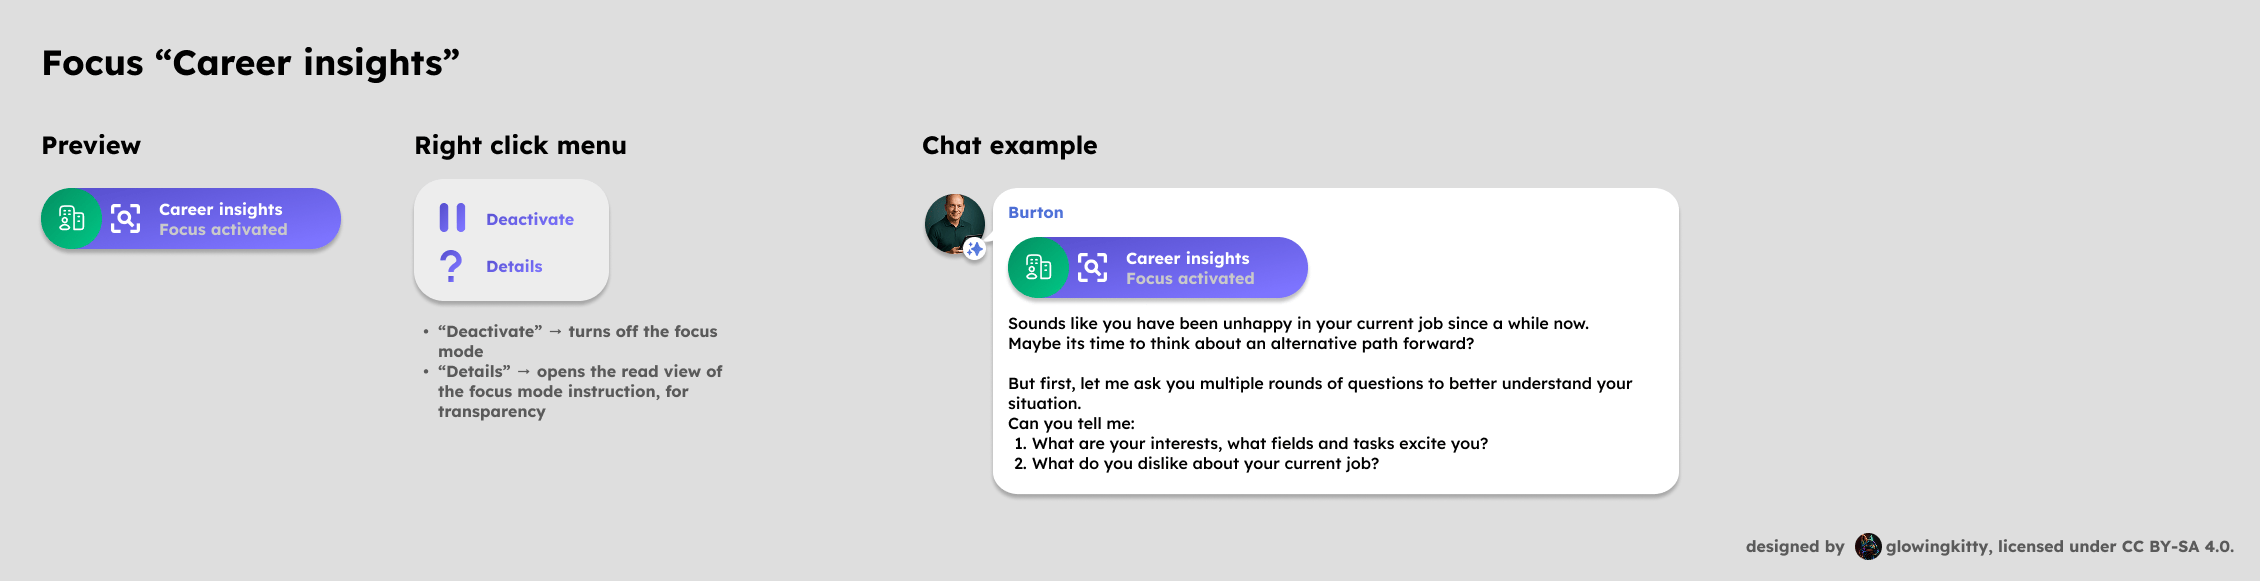 Focus “Career insights”
Preview
Career insights
Focus activated
Right click menu
Deactivate
Details
• “Deactivate” → turns off the focus
mode
• “Details” → opens the read view of
the focus mode instruction, for
transparency
Chat example
Burton
Career insights
Focus activated
Sounds like you have been unhappy in your current job since a while now.
Maybe its time to think about an alternative path forward?
But first, let me ask you multiple rounds of questions to better understand your
situation.
Can you tell me:
1. What are your interests, what fields and tasks excite you?
2. What do you dislike about your current job?
designed by glowingkitty, licensed under CC BY-SA 4.0.